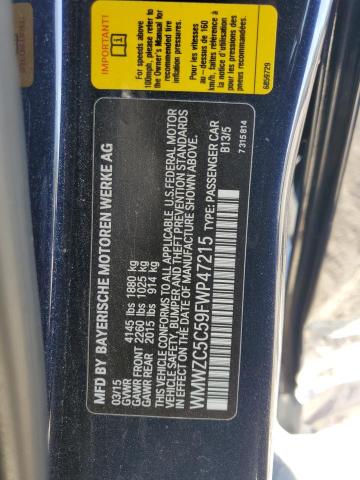 IMPORTANT!
For speeds above
100mph, please refer to
the Owner's Manual for
recommended tire
inflation pressures.
Pour les vitesses
au - dessus de 160
km/h, faites référence à
la notice d'utilisation
pour les pressions des
pneus recommandées.
6859729
MFD BY BAYERISCHE MOTOREN WERKE AG
03/15
GVWR 4145 lbs 1880 kg
GAWR FRONT 2260 lbs 1025 kg
GAWR REAR 2015 lbs 914 kg
THIS VEHICLE CONFORMS TO ALL APPLICABLE U.S.FEDERAL MOTOR
VEHICLE SAFETY, BUMPER AND THEFT PREVENTION STANDARDS
IN EFFECT ON THE DATE OF MANUFACTURE SHOWN ABOVE.
WMWZC5C59FWP47215 TYPE: PASSENGER CAR
B13/5
7 315 814